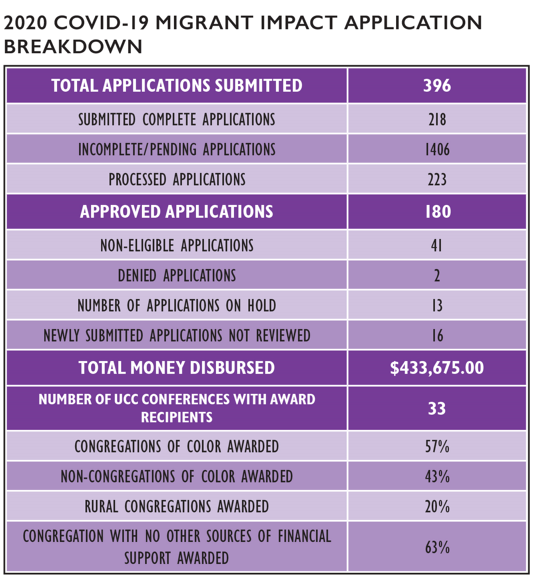 2020 COVID-19 MIGRANT IMPACT APPLICATION
BREAKDOWN
TOTAL APPLICATIONS SUBMITTED 396
SUBMITTED COMPLETE APPLICATIONS 218
INCOMPLETE/PENDING APPLICATIONS 1406
PROCESSED APPLICATIONS 223
APPROVED APPLICATIONS 180
NON-ELIGIBLE APPLICATIONS 41
DENIED APPLICATIONS 2
NUMBER OF APPLICATIONS ON HOLD 13
NEWLY SUBMITTED APPLICATIONS NOT REVIEWED 16
TOTAL MONEY DISBURSED $433,675.00
NUMBER OF UCC CONFERENCES WITH AWARD
RECIPIENTS 33
CONGREGATIONS OF COLOR AWARDED 57%
NON-CONGREGATIONS OF COLOR AWARDED 43%
RURAL CONGREGATIONS AWARDED 20%
CONGREGATION WITH NO OTHER SOURCES OF FINANCIAL
SUPPORT AWARDED 63%